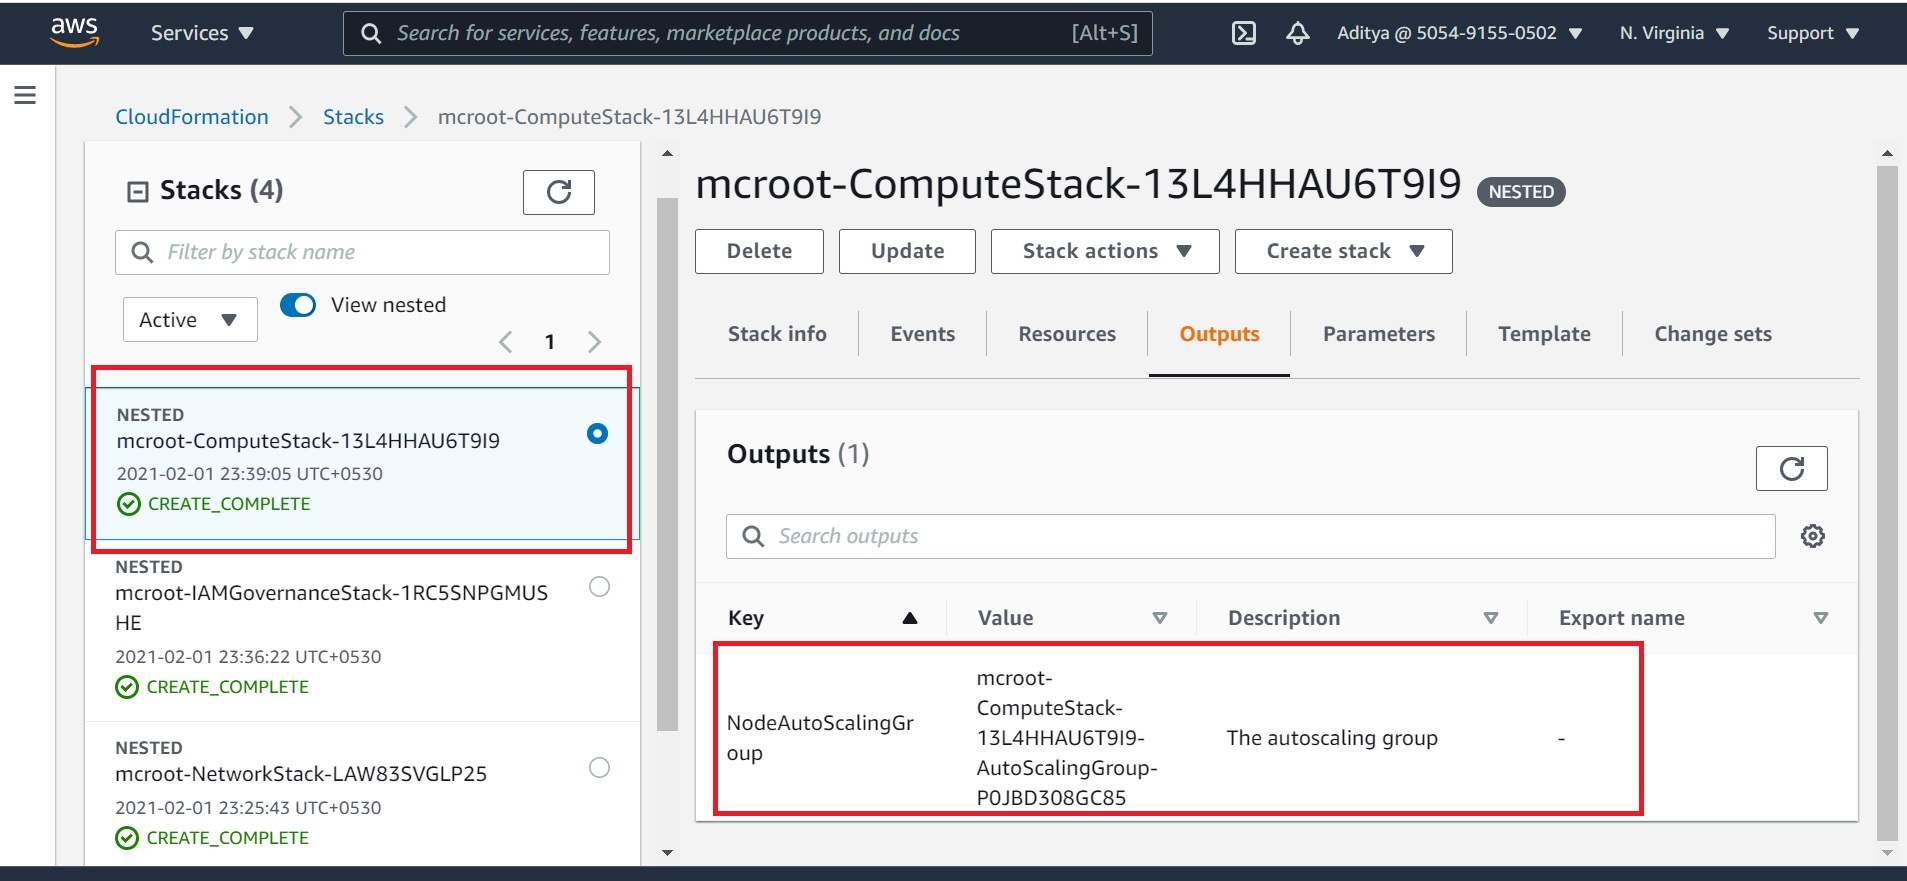 aws
Services
Search for services, features, marketplace products, and docs
[Alt+S]
Aditya @ 5054-9155-0502
N. Virginia
Support
CloudFormation
Stacks
mcroot-ComputeStack-13L4HHAU6T9I9
Stacks (4)
Filter by stack name
Active
View nested
1
NESTED
mcroot-ComputeStack-13L4HHAU6T9I9
2021-02-01 23:39:05 UTC+0530
CREATE_COMPLETE
NESTED
mcroot-IAMGovernanceStack-1RC5SNPGMUS
HE
2021-02-01 23:36:22 UTC+0530
CREATE_COMPLETE
NESTED
mcroot-NetworkStack-LAW83SVGLP25
2021-02-01 23:25:43 UTC+0530
CREATE_COMPLETE
mcroot-ComputeStack-13L4HHAU6T9I9
NESTED
Delete
Update
Stack actions
Create stack
Stack info
Events
Resources
Outputs
Parameters
Template
Change sets
Outputs (1)
Search outputs
Key
Value
Description
Export name
NodeAutoScalingGr
oup
mcroot-
ComputeStack-
13L4HHAU6T9I9-
AutoScalingGroup-
P0JBD308GC85
The autoscaling group
-